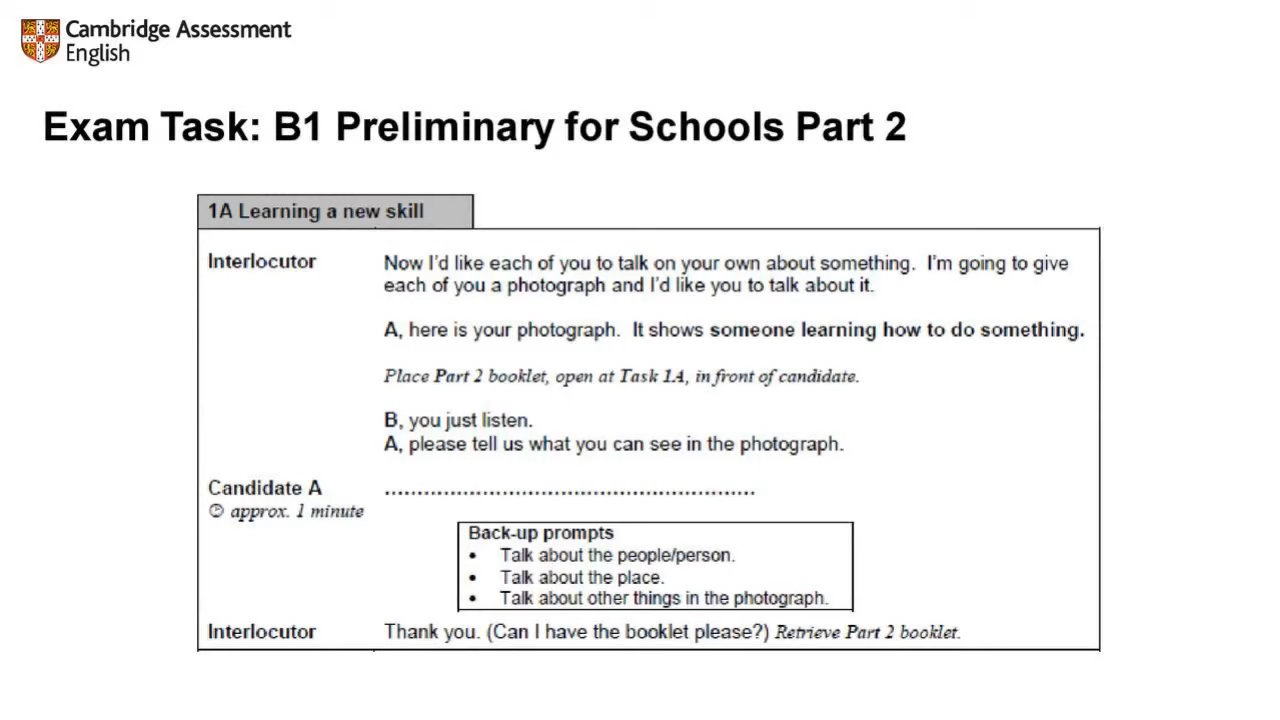 Cambridge Assessment
English
Exam Task: B1 Preliminary for Schools Part 2
1A Learning a new skill
Interlocutor
Now I'd like each of you to talk on your own about something. I'm going to give
each of you a photograph and I'd like you to talk about it.
A, here is your photograph. It shows someone learning how to do something.
Place Part 2 booklet, open at Task 1A, in front of candidate.
B, you just listen.
A, please tell us what you can see in the photograph.
Candidate A
approx. 1 minute
.........................................................
Back-up prompts
• Talk about the people/person.
• Talk about the place.
• Talk about other things in the photograph.
Interlocutor
Thank you. (Can I have the booklet please?) Retrieve Part 2 booklet.